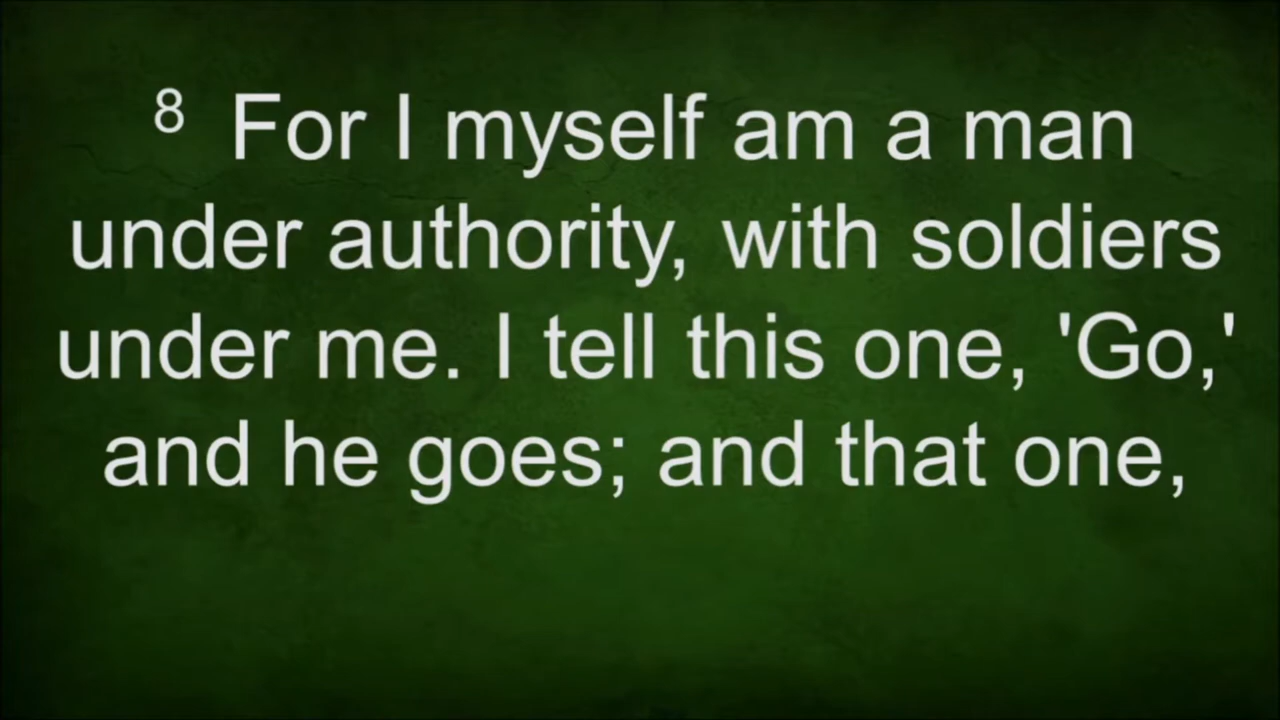 8 For I myself am a man
under authority, with soldiers
under me. I tell this one, 'Go,'
and he goes; and that one,